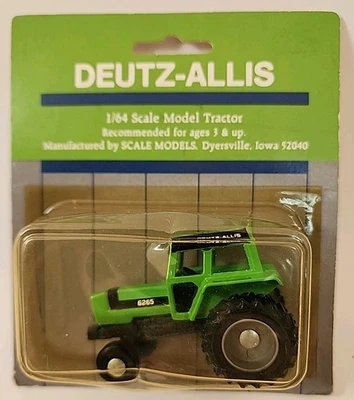 DEUTZ-ALLIS
1/64 Scale Model Tractor
Recommended for ages 3 & up.
Manufactured by SCALE MODELS, Dyersville, Iowa 52040
DEUTZ-ALLIS
6265